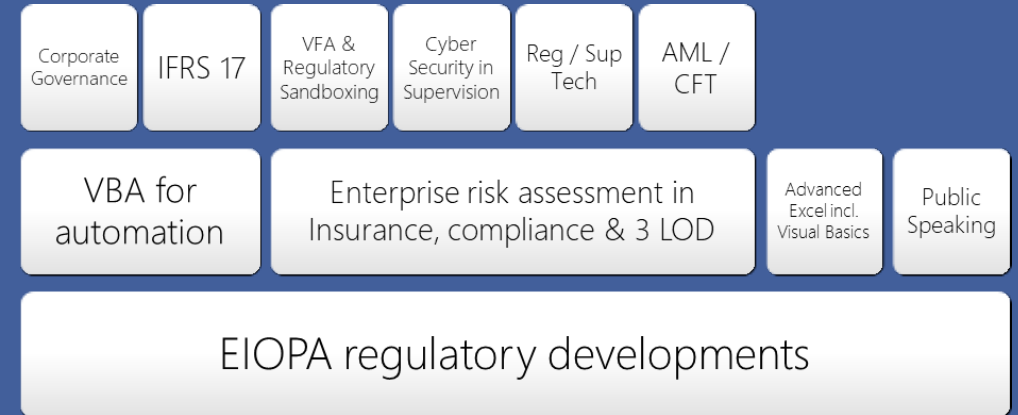 Corporate
Governance
IFRS 17
VFA &
Regulatory
Sandboxing
Cyber
Security in
Supervision
Reg / Sup
Tech
AML /
CFT
VBA for
automation
Enterprise risk assessment in
Insurance, compliance & 3 LOD
Advanced
Excel incl.
Visual Basics
Public
Speaking
EIOPA regulatory developments